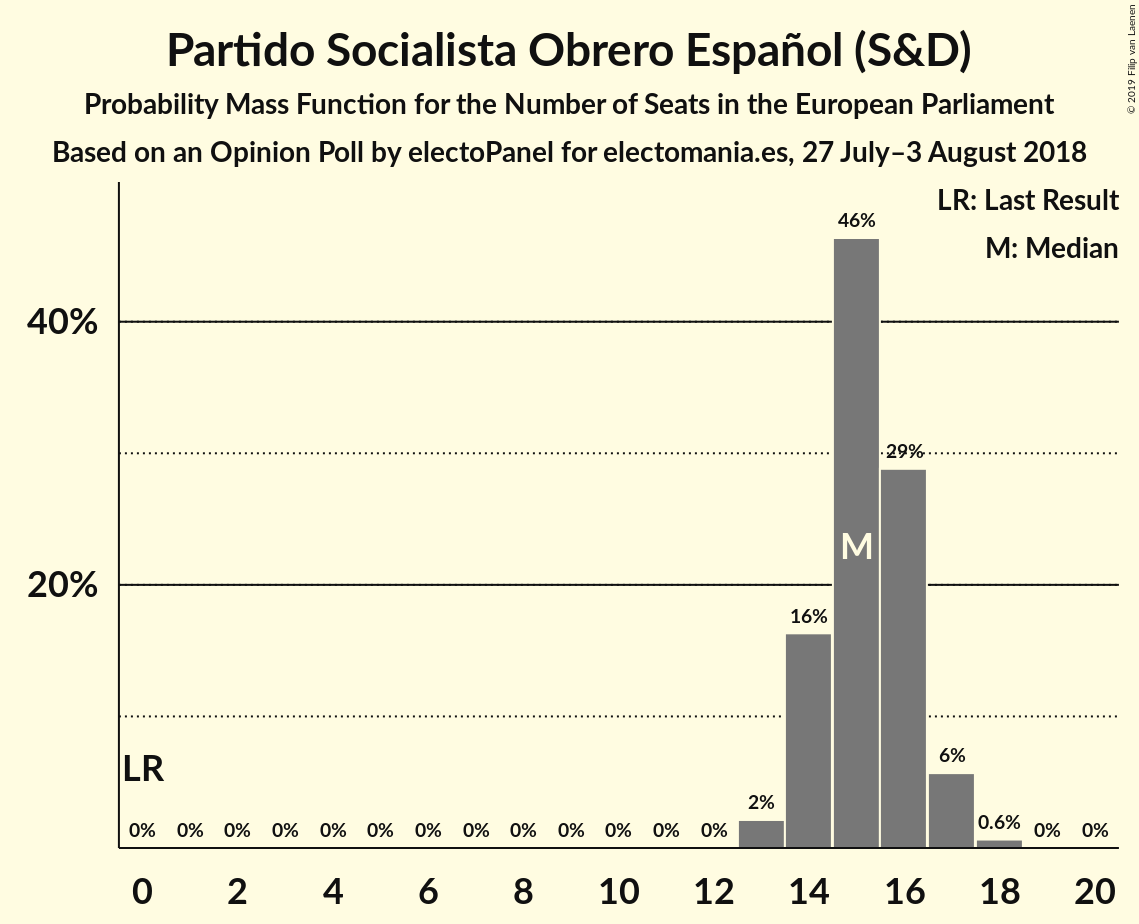 Partido Socialista Obrero Español (S&D)
Probability Mass Function for the Number of Seats in the European Parliament
Based on an Opinion Poll by electoPanel for electomania.es, 27 July–3 August 2018
© 2019 Filip van Laenen
LR: Last Result
M: Median
46%
40%
29%
M
20%
16%
LR
6%
2%
0% 0% 0% 0% 0% 0% 0% 0% 0% 0% 0% 0% 0% 0.6% 0% 0%
0 2 4 6 8 10 12 14 16 18 20